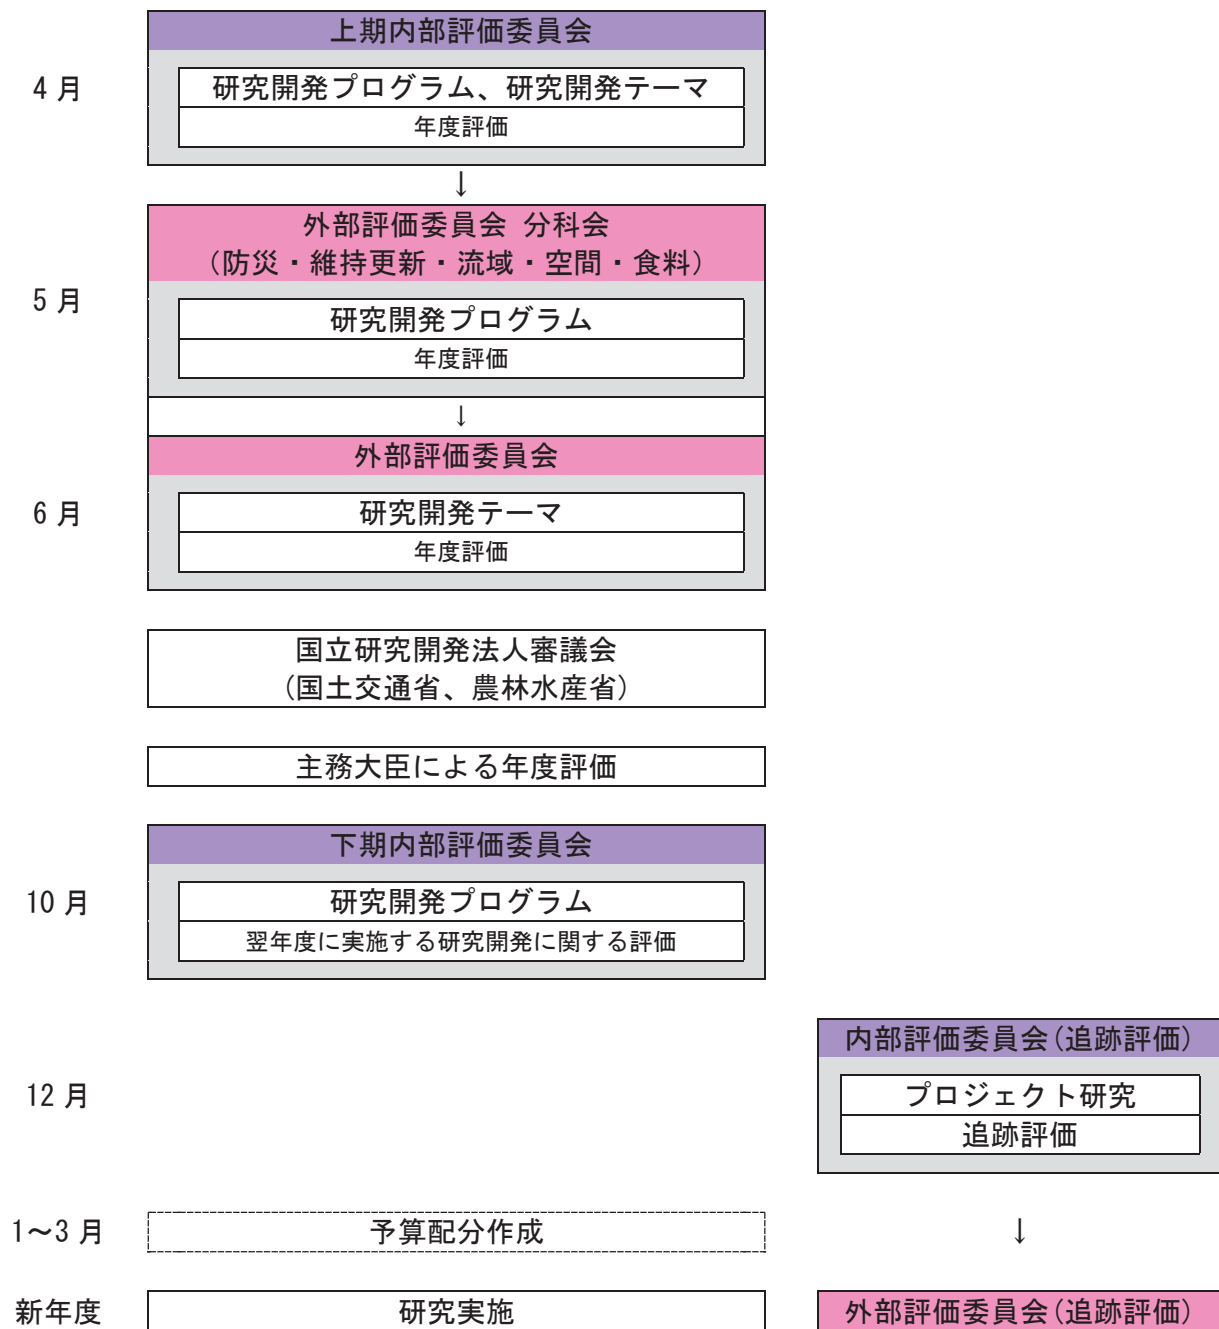 上期内部評価委員会
4 月
研究開発プログラム、研究開発テーマ
年度評価
↓
外部評価委員会 分科会
（防災・維持更新・流域・空間・食料）
5 月
研究開発プログラム
年度評価
↓
外部評価委員会
6 月
研究開発テーマ
年度評価
国立研究開発法人審議会
（国土交通省、農林水産省）
主務大臣による年度評価
下期内部評価委員会
10 月
研究開発プログラム
翌年度に実施する研究開発に関する評価
内部評価委員会（追跡評価）
12 月
プロジェクト研究
追跡評価
1～3 月
予算配分作成
↓
新年度
研究実施
外部評価委員会（追跡評価）